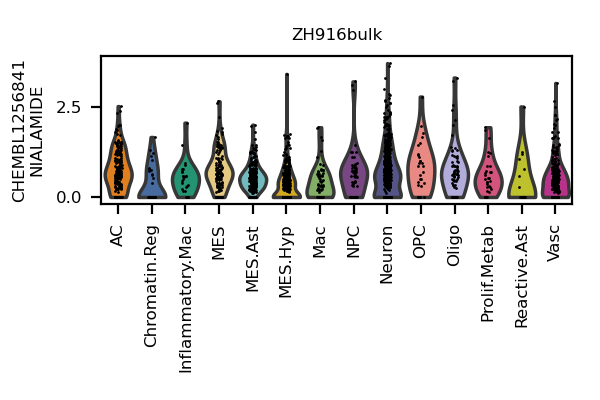 ZH916bulk
CHEMBL1256841
NIALAMIDE
2.5
0.0
AC
Chromatin.Reg
Inflammatory.Mac
MES
MES.Ast
MES.Hyp
Mac
NPC
Neuron
OPC
Oligo
Prolif.Metab
Reactive.Ast
Vasc